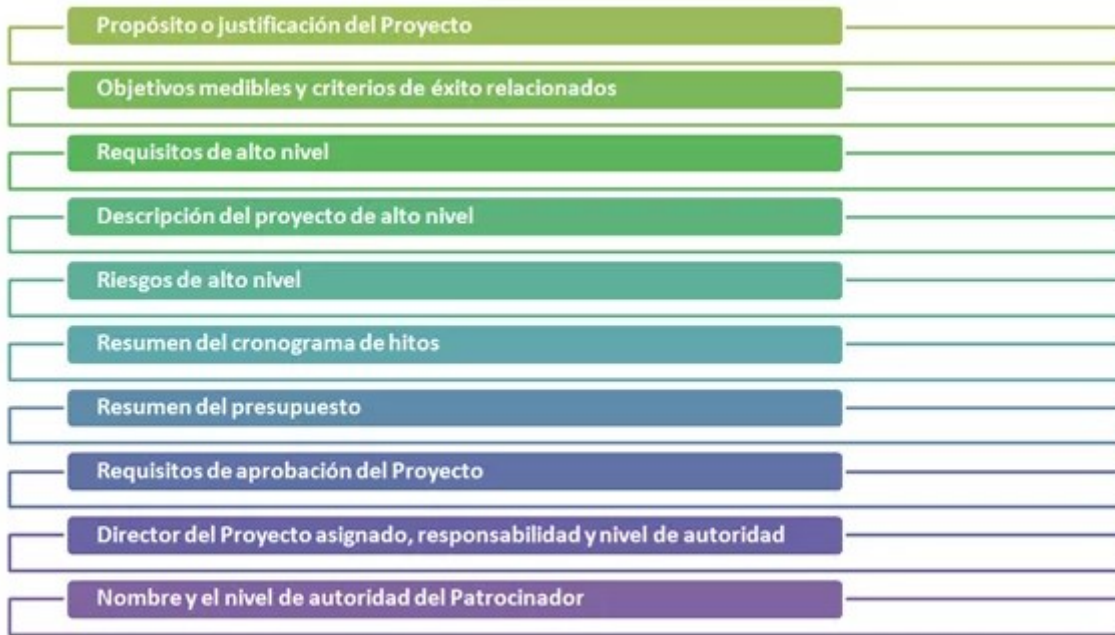 Propósito o justificación del Proyecto
Objetivos medibles y criterios de éxito relacionados
Requisitos de alto nivel
Descripción del proyecto de alto nivel
Riesgos de alto nivel
Resumen del cronograma de hitos
Resumen del presupuesto
Requisitos de aprobación del Proyecto
Director del Proyecto asignado, responsabilidad y nivel de autoridad
Nombre y el nivel de autoridad del Patrocinador